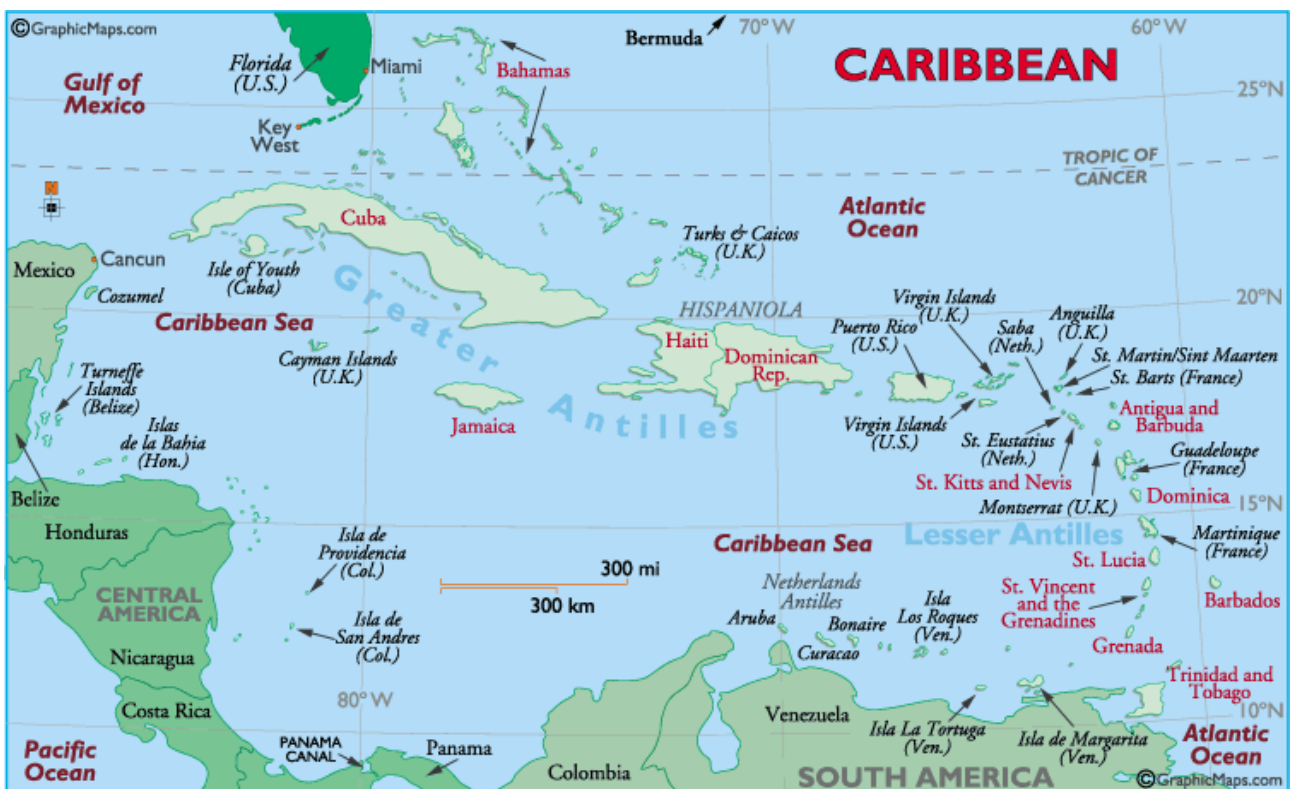 ©GraphicMaps.com
Bermuda
70° W
60° W
CARIBBEAN
Florida
(U.S.)
Miami
Bahamas
Gulf of
Mexico
25°N
Key
West
TROPIC OF
CANCER
N
Cuba
Atlantic
Ocean
Turks & Caicos
(U.K.)
Mexico
Cancun
Isle of Youth
(Cuba)
Cozumel
Greater
Antilles
HISPANIOLA
Virgin Islands
(U.K.)
Anguilla
(U.K.)
20°N
Caribbean Sea
Puerto Rico
(U.S.)
Saba
(Neth.)
Haiti
Dominican
Rep.
St. Martin/Sint Maarten
St. Barts (France)
Cayman Islands
(U.K.)
Turneffe
Islands
(Belize)
Jamaica
Virgin Islands
(U.S.)
Antigua and
Barbuda
Islas
de la Bahia
(Hon.)
St. Eustatius
(Neth.)
Guadeloupe
(France)
St. Kitts and Nevis
Belize
Montserrat (U.K.)
Dominica
15°N
Honduras
Lesser Antilles
Isla de
Providencia
(Col.)
Caribbean Sea
Martinique
(France)
St. Lucia
300 mi
300 km
Netherlands
Antilles
CENTRAL
AMERICA
St. Vincent
and the
Grenadines
Barbados
Isla
Los Roques
(Ven.)
Aruba
Bonaire
Curacao
Isla de
San Andres
(Col.)
Grenada
Nicaragua
Trinidad and
Tobago
80° W
Costa Rica
10°N
Venezuela
Isla La Tortuga
(Ven.)
Isla de Margarita
(Ven.)
Pacific
Ocean
PANAMA
CANAL
Panama
Colombia
Atlantic
Ocean
SOUTH AMERICA
©GraphicMaps.com